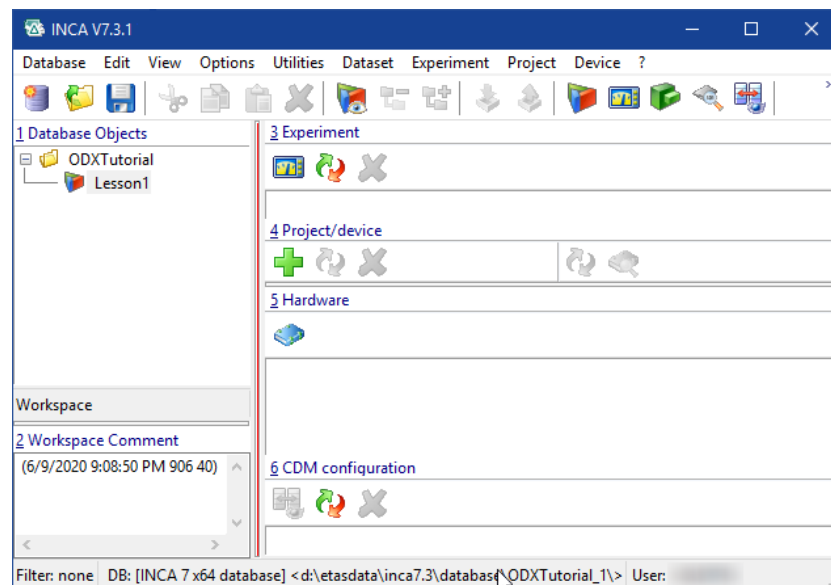 INCA V7.3.1
Database Edit View Options Utilities Dataset Experiment Project Device ?
1 Database Objects
ODXTutorial
Lesson1
Workspace
2 Workspace Comment
(6/9/2020 9:08:50 PM 906 40)
3 Experiment
4 Project/device
5 Hardware
6 CDM configuration
Filter: none DB: [INCA 7 x64 database] <d:\etasdata\inca7.3\database\ODXTutorial_1\> User: